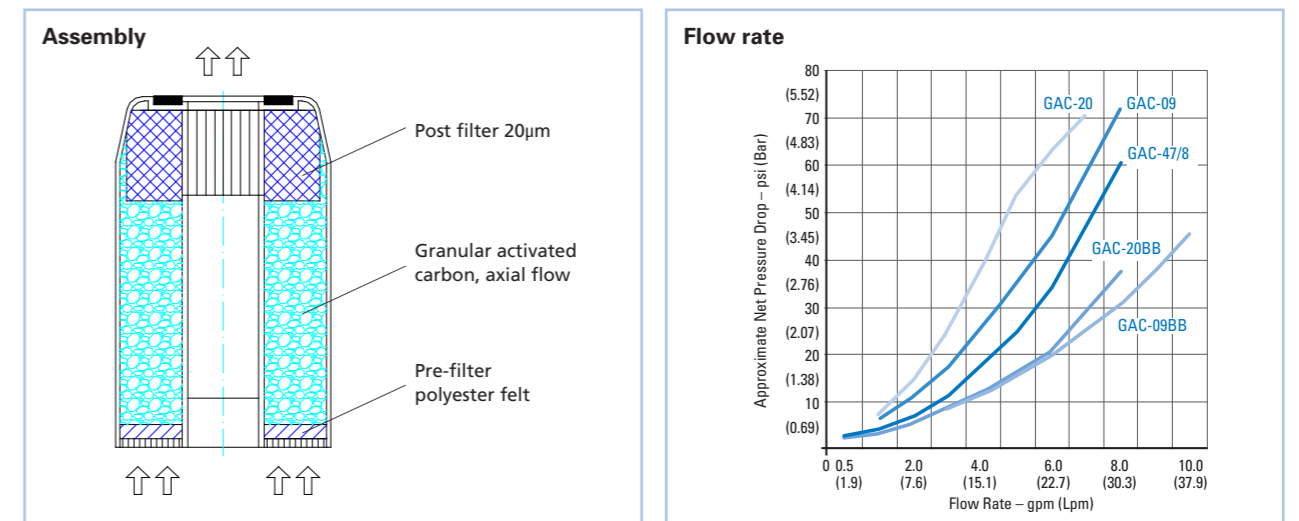 Assembly
Post filter 20µm
Granular activated
carbon, axial flow
Pre-filter
polyester felt
Flow rate
Approximate Net Pressure Drop – psi (Bar)
80
(5.52)
70
(4.83)
60
(4.14)
50
(3.45)
40
(2.76)
30
(2.07)
20
(1.38)
10
(0.69)
GAC-20
GAC-09
GAC-47/8
GAC-20BB
GAC-09BB
0 0.5 2.0 4.0 6.0 8.0 10.0
(1.9) (7.6) (15.1) (22.7) (30.3) (37.9)
Flow Rate – gpm (Lpm)